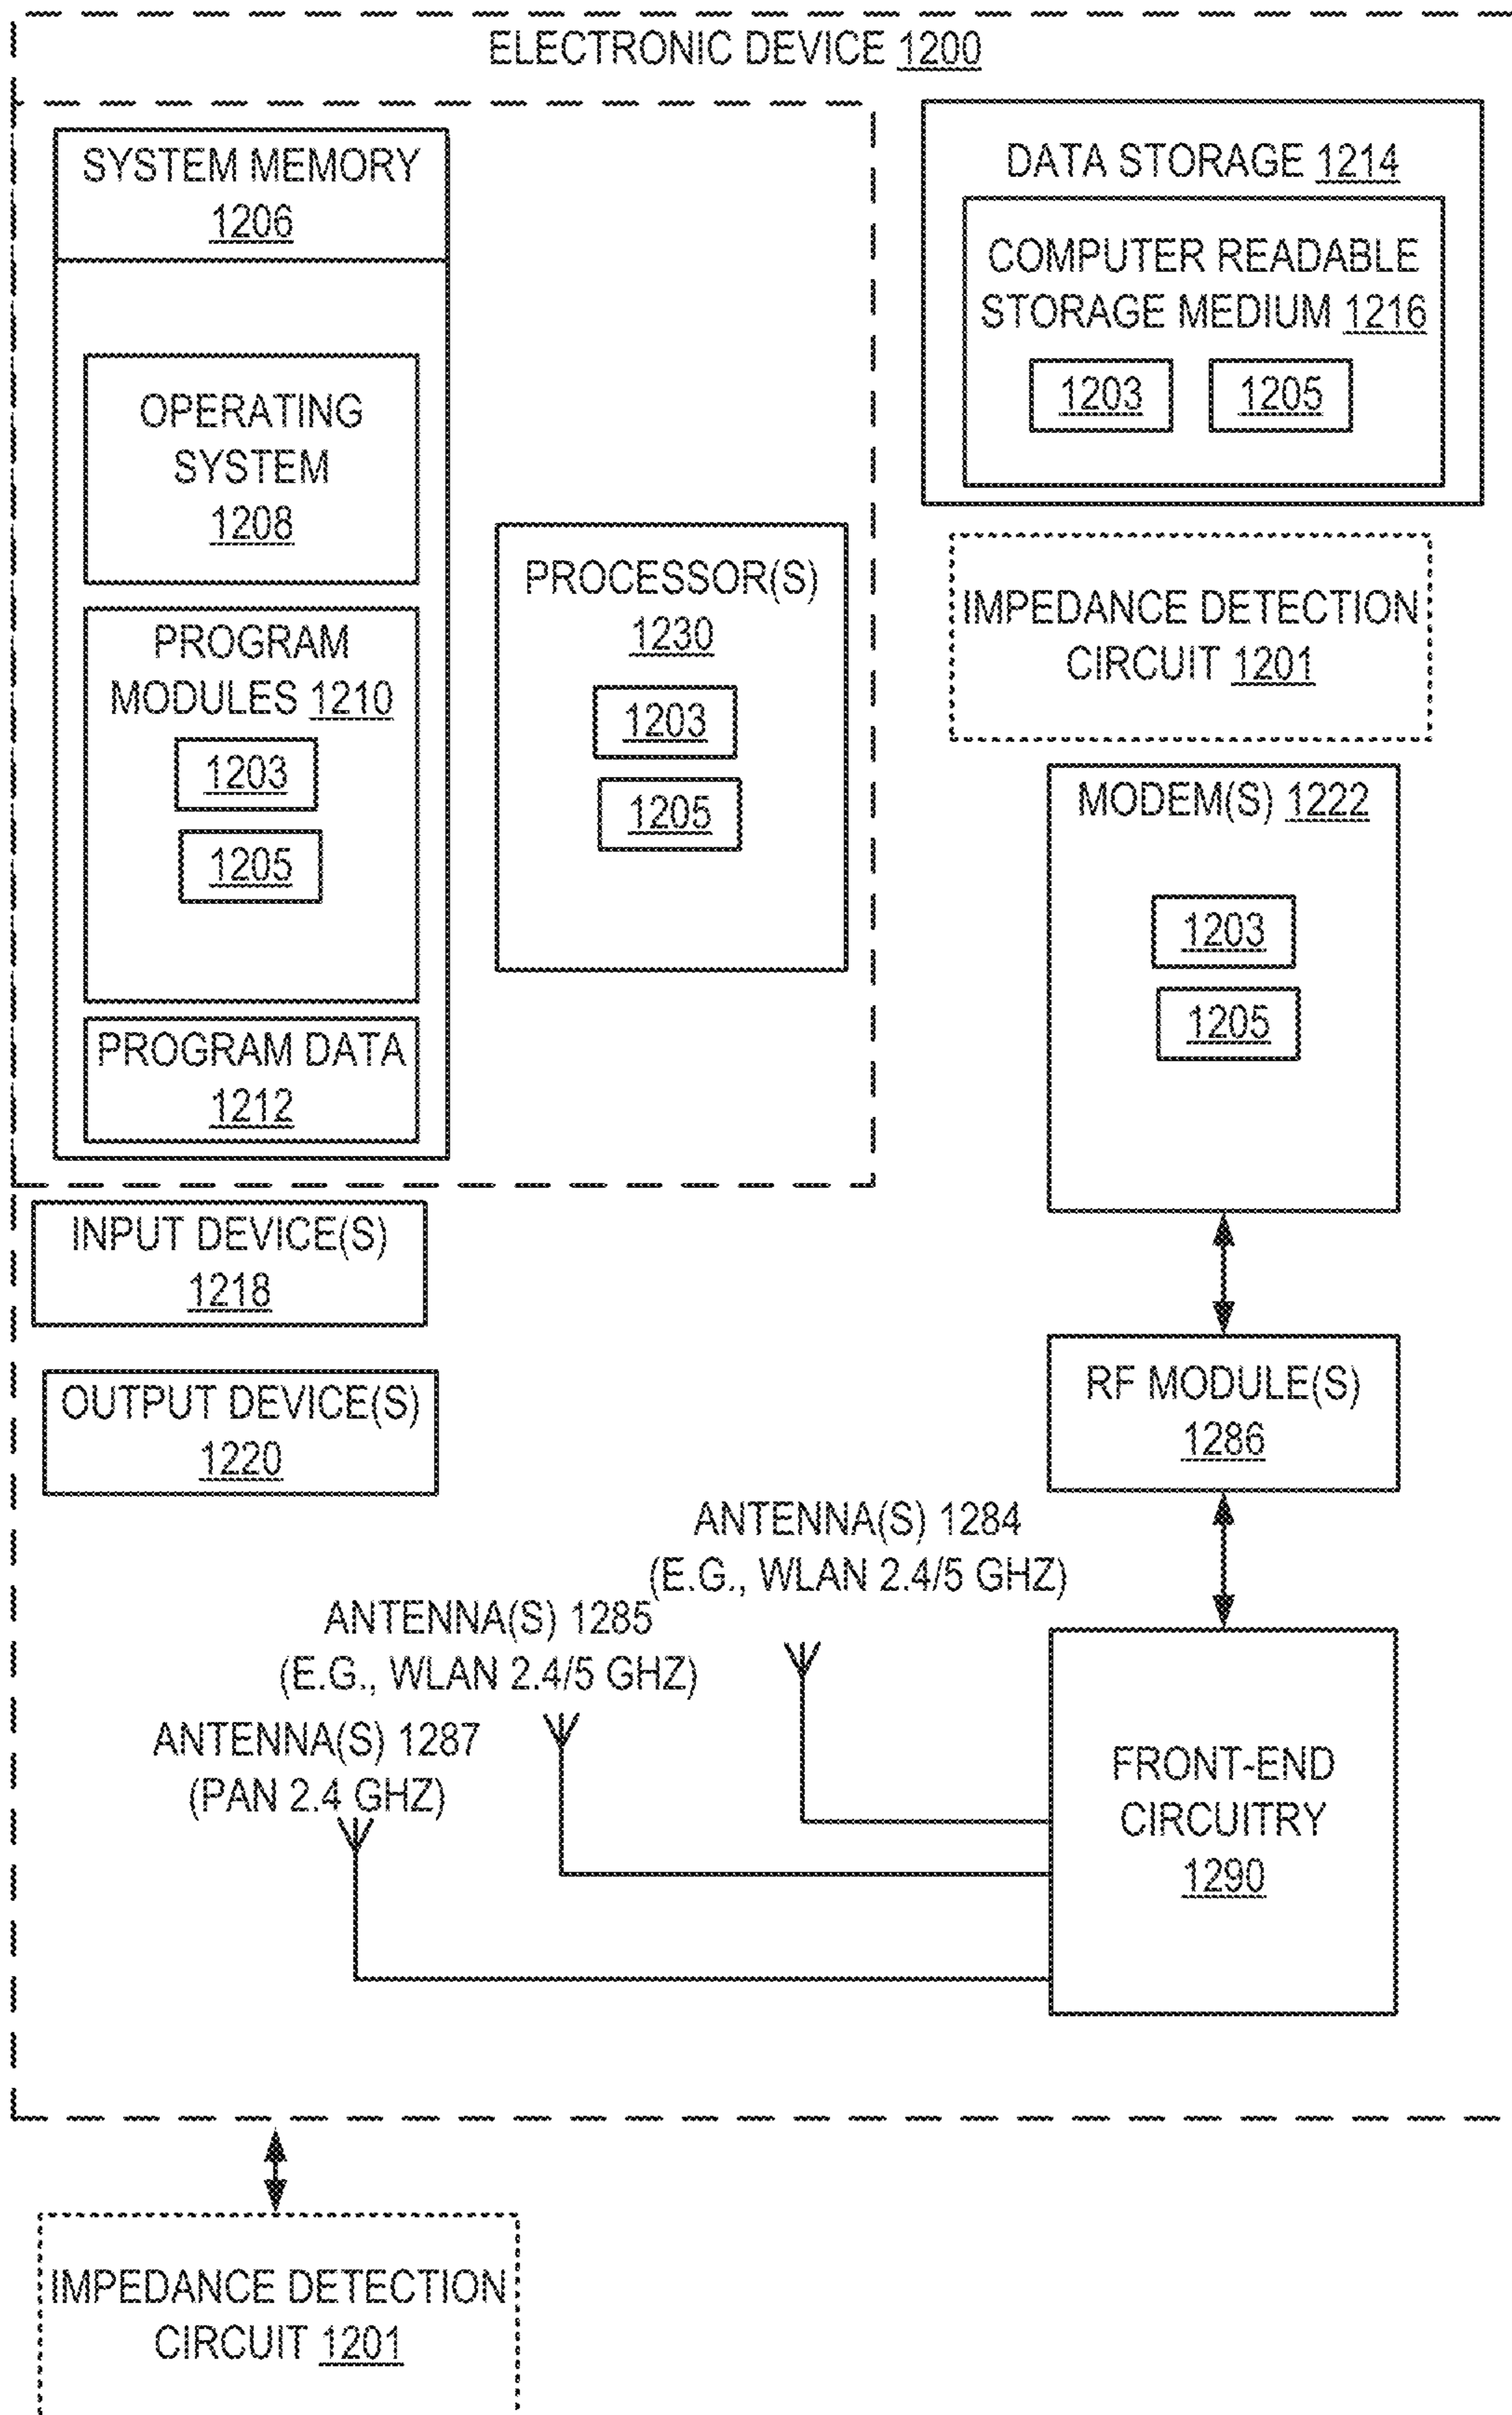 ELECTRONIC DEVICE 1200
SYSTEM MEMORY
1206
OPERATING
SYSTEM
1208
PROGRAM
MODULES 1210
1203
1205
PROGRAM DATA
1212
PROCESSOR(S)
1230
1203
1205
DATA STORAGE 1214
COMPUTER READABLE
STORAGE MEDIUM 1216
1203 1205
IMPEDANCE DETECTION
CIRCUIT 1201
MODEM(S) 1222
1203
1205
INPUT DEVICE(S)
1218
OUTPUT DEVICE(S)
1220
RF MODULE(S)
1286
ANTENNA(S) 1284
(E.G., WLAN 2.4/5 GHZ)
ANTENNA(S) 1285
(E.G., WLAN 2.4/5 GHZ)
ANTENNA(S) 1287
(PAN 2.4 GHZ)
FRONT-END
CIRCUITRY
1290
IMPEDANCE DETECTION
CIRCUIT 1201